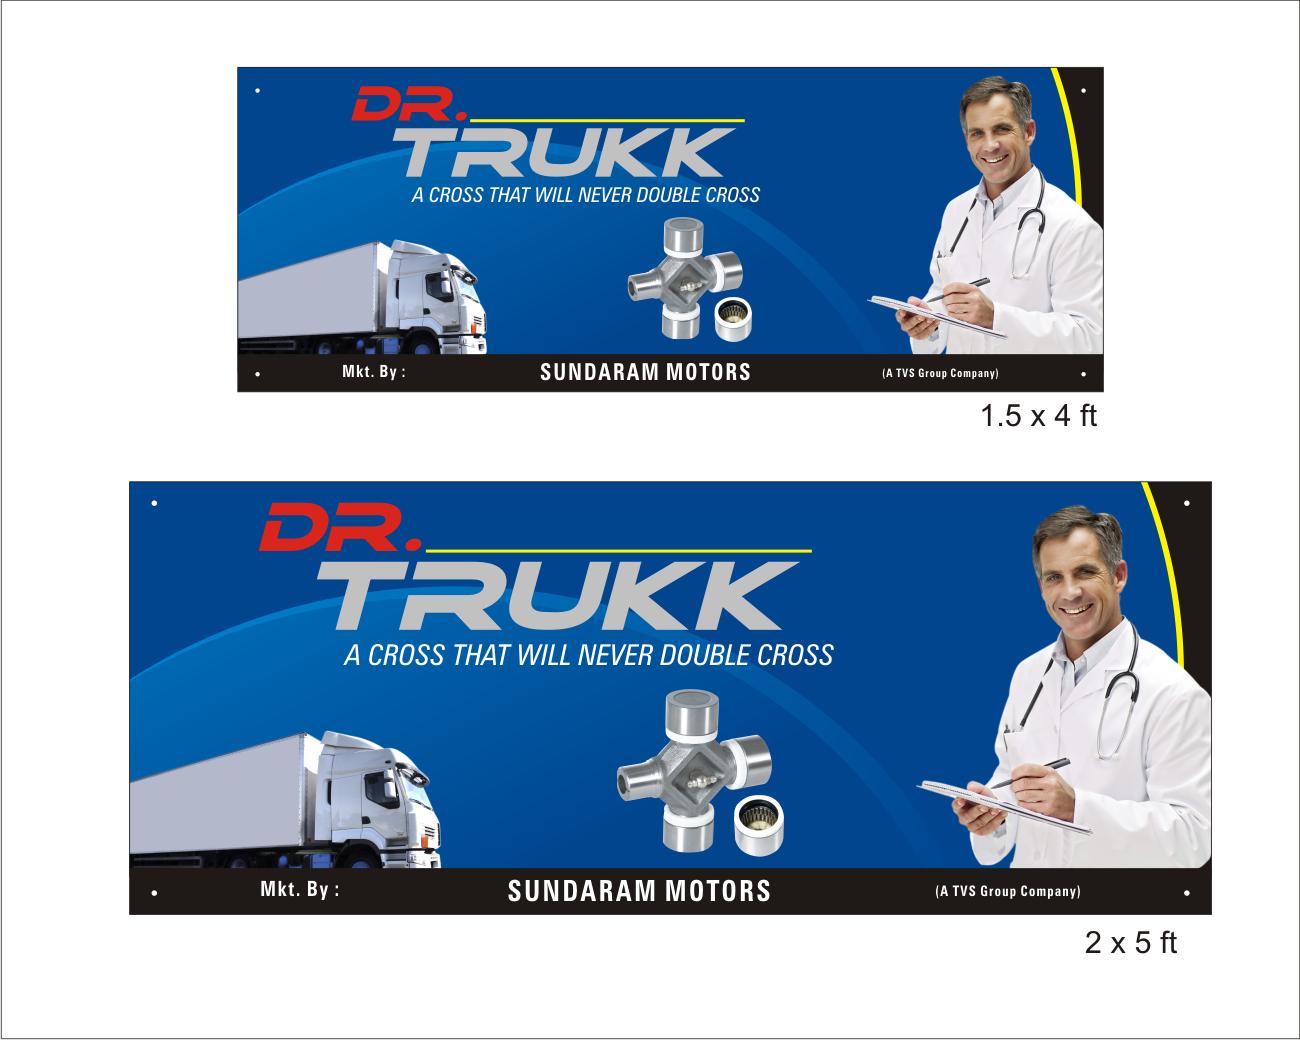 DR.
TRUKK
A CROSS THAT WILL NEVER DOUBLE CROSS
Mkt. By : SUNDARAM MOTORS (A TVS Group Company)
1.5 x 4 ft
DR.
TRUKK
A CROSS THAT WILL NEVER DOUBLE CROSS
Mkt. By : SUNDARAM MOTORS (A TVS Group Company)
2 x 5 ft